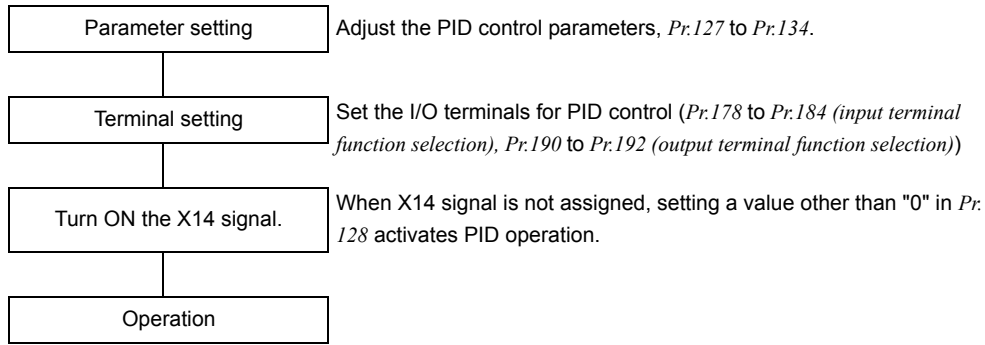 Parameter setting
Adjust the PID control parameters, Pr.127 to Pr.134.
Terminal setting
Set the I/O terminals for PID control (Pr.178 to Pr.184 (input terminal
function selection), Pr.190 to Pr.192 (output terminal function selection))
Turn ON the X14 signal.
When X14 signal is not assigned, setting a value other than "0" in Pr.
128 activates PID operation.
Operation